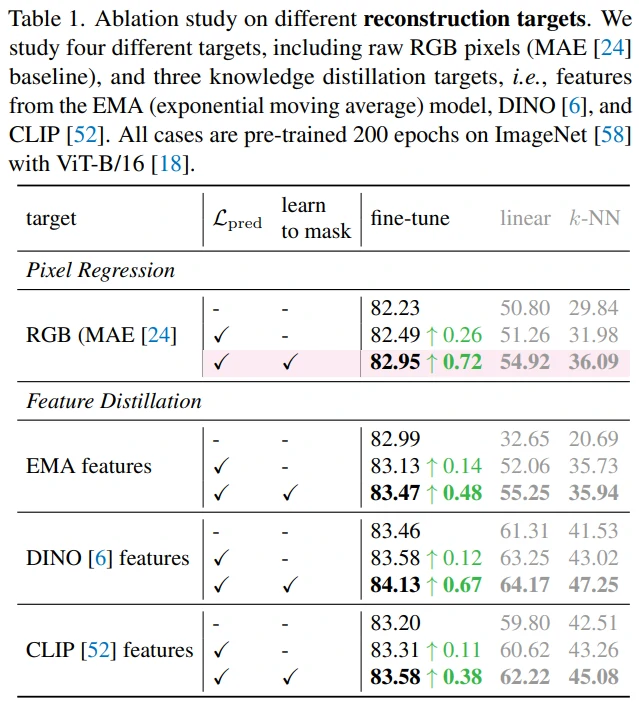 Table 1. Ablation study on different reconstruction targets. We
study four different targets, including raw RGB pixels (MAE [24]
baseline), and three knowledge distillation targets, i.e., features
from the EMA (exponential moving average) model, DINO [6], and
CLIP [52]. All cases are pre-trained 200 epochs on ImageNet [58]
with ViT-B/16 [18].
target ℒpred learn to mask fine-tune linear k-NN
Pixel Regression
- - 82.23 50.80 29.84
RGB (MAE [24] ✓ - 82.49 ↑ 0.26 51.26 31.98
✓ ✓ 82.95 ↑ 0.72 54.92 36.09
Feature Distillation
- - 82.99 32.65 20.69
EMA features ✓ - 83.13 ↑ 0.14 52.06 35.73
✓ ✓ 83.47 ↑ 0.48 55.25 35.94
- - 83.46 61.31 41.53
DINO [6] features ✓ - 83.58 ↑ 0.12 63.25 43.02
✓ ✓ 84.13 ↑ 0.67 64.17 47.25
- - 83.20 59.80 42.51
CLIP [52] features ✓ - 83.31 ↑ 0.11 60.62 43.26
✓ ✓ 83.58 ↑ 0.38 62.22 45.08